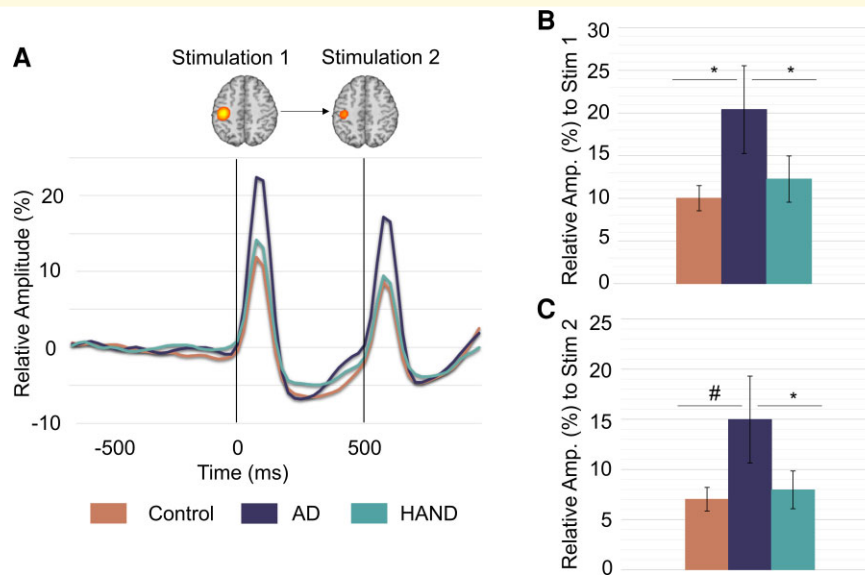 A
Stimulation 1 Stimulation 2
Relative Amplitude (%)
20
10
0
-10
-500 0 500
Time (ms)
Control AD HAND
B
Relative Amp. (%) to Stim 1
30
25
20
15
10
5
0
* *
C
Relative Amp. (%) to Stim 2
25
20
15
10
5
0
# *